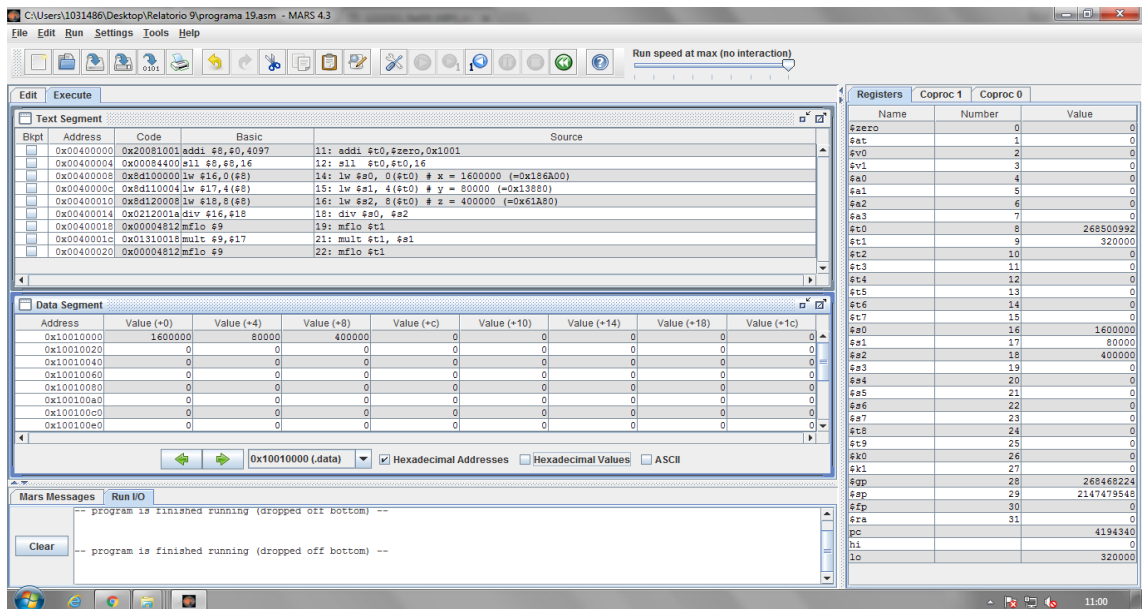 C:\Users\1031486\Desktop\Relatorio 9\programa 19.asm - MARS 4.3
File Edit Run Settings Tools Help
Run speed at max (no interaction)
Edit Execute
Text Segment
Bkpt Address Code Basic Source
0x00400000 0x20081001 addi $8,$0,4097 11: addi $t0,$zero,0x1001
0x00400004 0x00084400 sll $8,$8,16 12: sll $t0,$t0,16
0x00400008 0x8d100000 lw $16,0($8) 14: lw $s0, 0($t0) # x = 1600000 (=0x186A00)
0x0040000c 0x8d110004 lw $17,4($8) 15: lw $s1, 4($t0) # y = 80000 (=0x13880)
0x00400010 0x8d120008 lw $18,8($8) 16: lw $s2, 8($t0) # z = 400000 (=0x61A80)
0x00400014 0x0212001a div $16,$18 18: div $s0, $s2
0x00400018 0x00004812 mflo $9 19: mflo $t1
0x0040001c 0x01310018 mult $9,$17 21: mult $t1, $s1
0x00400020 0x00004812 mflo $9 22: mflo $t1
Data Segment
Address Value (+0) Value (+4) Value (+8) Value (+c) Value (+10) Value (+14) Value (+18) Value (+1c)
0x10010000 1600000 80000 400000 0 0 0 0 0
0x10010020 0 0 0 0 0 0 0 0
0x10010040 0 0 0 0 0 0 0 0
0x10010060 0 0 0 0 0 0 0 0
0x10010080 0 0 0 0 0 0 0 0
0x100100a0 0 0 0 0 0 0 0 0
0x100100c0 0 0 0 0 0 0 0 0
0x100100e0 0 0 0 0 0 0 0 0
0x10010000 (.data) Hexadecimal Addresses Hexadecimal Values ASCII
Mars Messages Run I/O
-- program is finished running (dropped off bottom) --
Clear
-- program is finished running (dropped off bottom) --
Registers Coproc 1 Coproc 0
Name Number Value
$zero 0 0
$at 1 0
$v0 2 0
$v1 3 0
$a0 4 0
$a1 5 0
$a2 6 0
$a3 7 0
$t0 8 268500992
$t1 9 320000
$t2 10 0
$t3 11 0
$t4 12 0
$t5 13 0
$t6 14 0
$t7 15 0
$s0 16 1600000
$s1 17 80000
$s2 18 400000
$s3 19 0
$s4 20 0
$s5 21 0
$s6 22 0
$s7 23 0
$t8 24 0
$t9 25 0
$k0 26 0
$k1 27 0
$gp 28 268468224
$sp 29 2147479548
$fp 30 0
$ra 31 0
pc 4194340
hi 0
lo 320000
11:00